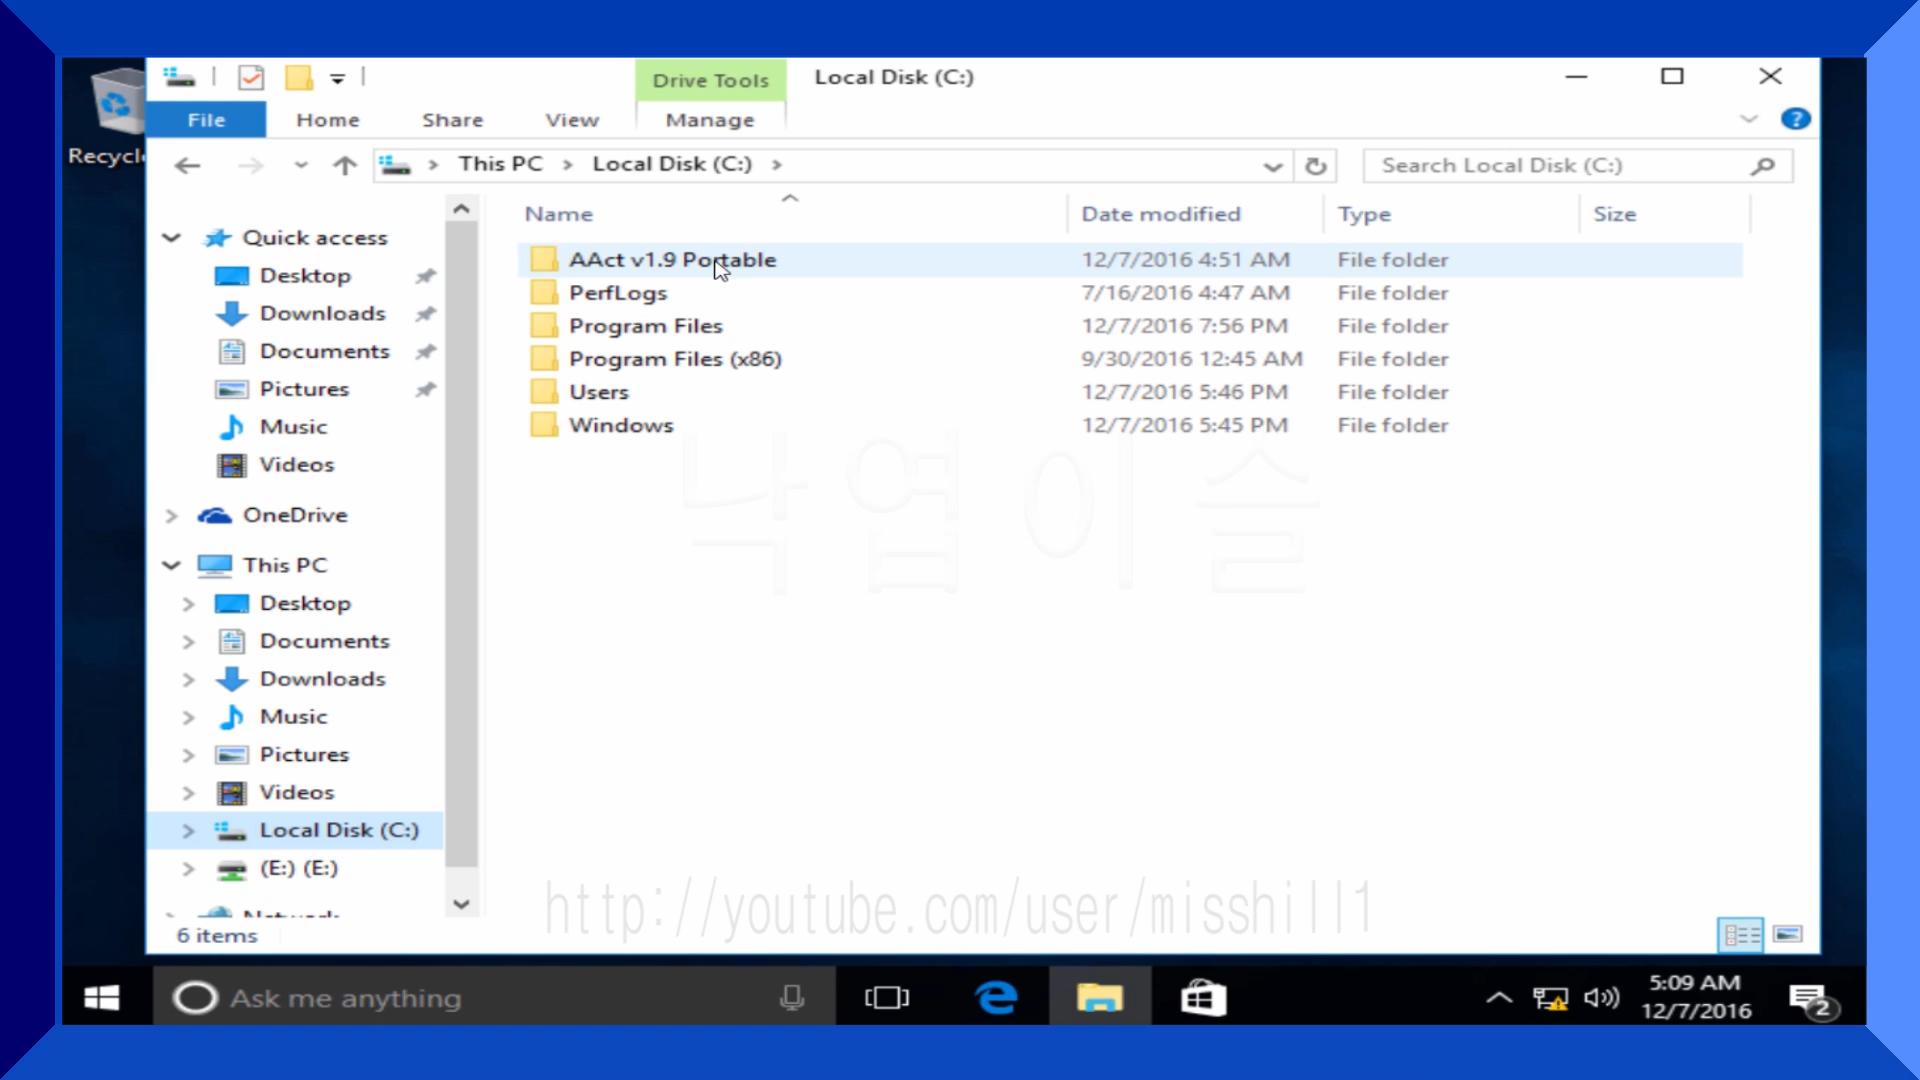 Drive Tools
Local Disk (C:)
File
Home
Share
View
Manage
Recycl
This PC
Local Disk (C:)
Search Local Disk (C:)
Name
Date modified
Type
Size
Quick access
Desktop
Downloads
Documents
Pictures
Music
Videos
OneDrive
This PC
Desktop
Documents
Downloads
Music
Pictures
Videos
Local Disk (C:)
(E:) (E:)
Network
AAct v1.9 Portable 12/7/2016 4:51 AM File folder
PerfLogs 7/16/2016 4:47 AM File folder
Program Files 12/7/2016 7:56 PM File folder
Program Files (x86) 9/30/2016 12:45 AM File folder
Users 12/7/2016 5:46 PM File folder
Windows 12/7/2016 5:45 PM File folder
낙엽이슬
http://youtube.com/user/misshill1
6 items
Ask me anything
5:09 AM
12/7/2016
2